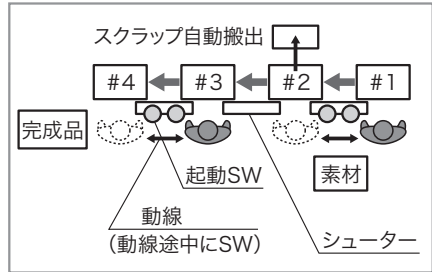 スクラップ自動搬出
#4
#3
#2
#1
完成品
起動SW
素材
動線
(動線途中にSW)
シューター